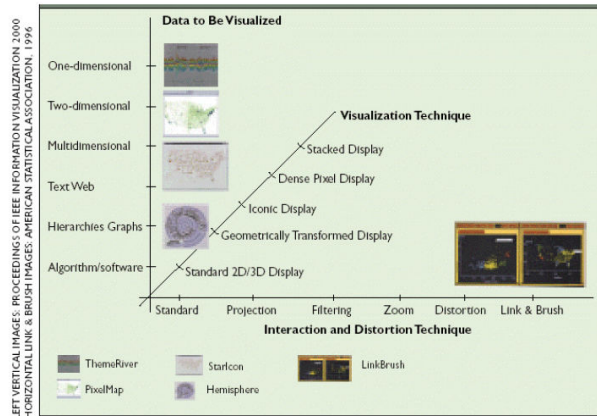 LEFT VERTICAL IMAGES: PROCEEDINGS OF IEEE INFORMATION VISUALIZATION 2000
HORIZONTAL LINK & BRUSH IMAGES: AMERICAN STATISTICAL ASSOCIATION, 1996
Data to Be Visualized
One-dimensional
Two-dimensional
Multidimensional
Text Web
Hierarchies Graphs
Algorithm/software
Visualization Technique
Stacked Display
Dense Pixel Display
Iconic Display
Geometrically Transformed Display
Standard 2D/3D Display
Standard
Projection
Filtering
Zoom
Distortion
Link & Brush
Interaction and Distortion Technique
ThemeRiver
StarIcon
LinkBrush
PixelMap
Hemisphere